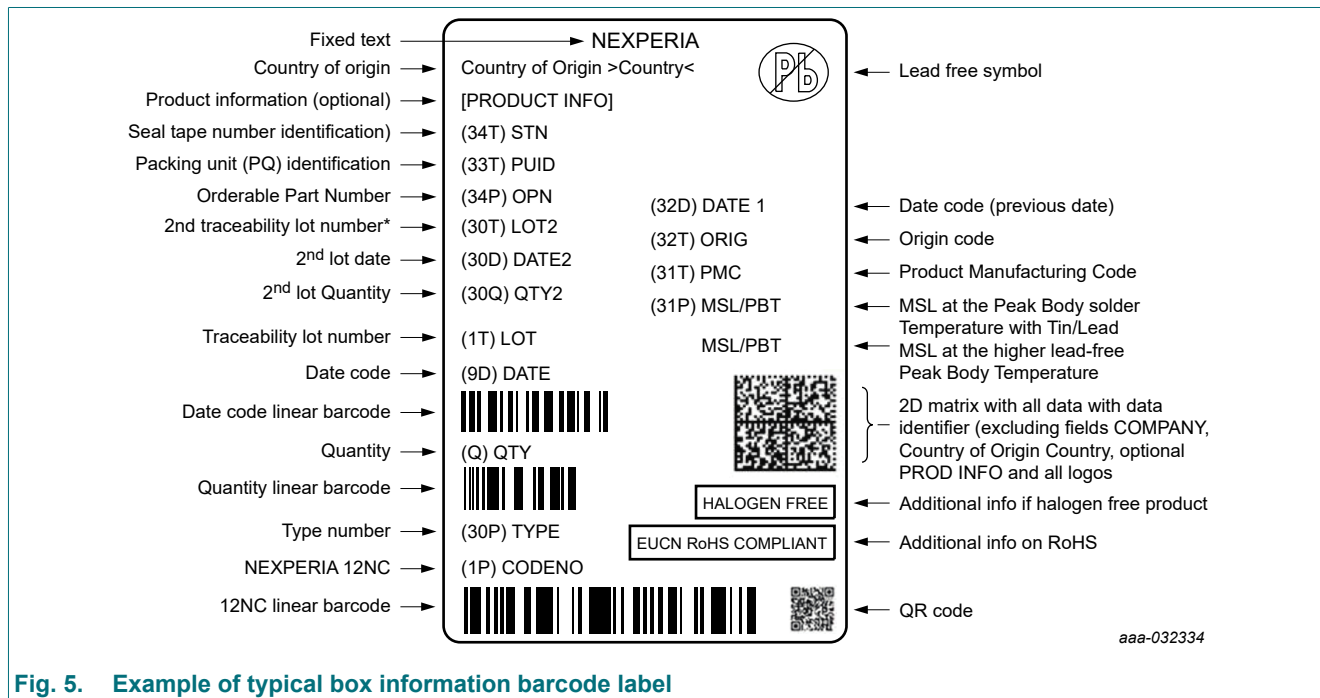 Fixed text
NEXPERIA
Country of origin
Country of Origin >Country<
Pb
Lead free symbol
Product information (optional)
[PRODUCT INFO]
Seal tape number identification)
(34T) STN
Packing unit (PQ) identification
(33T) PUID
Orderable Part Number
(34P) OPN
(32D) DATE 1
Date code (previous date)
2nd traceability lot number*
(30T) LOT2
(32T) ORIG
Origin code
2nd lot date
(30D) DATE2
(31T) PMC
Product Manufacturing Code
2nd lot Quantity
(30Q) QTY2
(31P) MSL/PBT
MSL at the Peak Body solder
Temperature with Tin/Lead
Traceability lot number
(1T) LOT
MSL/PBT
MSL at the higher lead-free
Peak Body Temperature
Date code
(9D) DATE
Date code linear barcode
2D matrix with all data with data
identifier (excluding fields COMPANY,
Country of Origin Country, optional
PROD INFO and all logos
Quantity
(Q) QTY
Quantity linear barcode
HALOGEN FREE
Additional info if halogen free product
Type number
(30P) TYPE
EUCN RoHS COMPLIANT
Additional info on RoHS
NEXPERIA 12NC
(1P) CODENO
12NC linear barcode
QR code
aaa-032334
Fig. 5. Example of typical box information barcode label